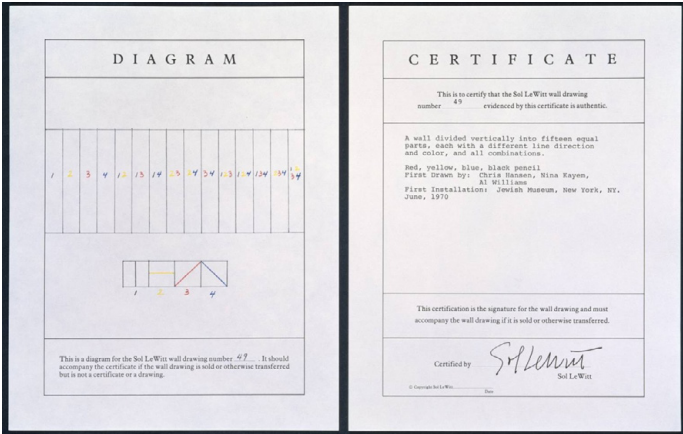 DIAGRAM
1 2 3 4 12 13 14 23 24 34 123 124 134 234 12
34
1 2 3 4
This is a diagram for the Sol LeWitt wall drawing number 49. It should
accompany the certificate if the wall drawing is sold or otherwise transferred
but is not a certificate or a drawing.
CERTIFICATE
This is to certify that the Sol LeWitt wall drawing
number 49 evidenced by this certificate is authentic.
A wall divided vertically into fifteen equal
parts, each with a different line direction
and color, and all combinations.
Red, yellow, blue, black pencil
First Drawn by: Chris Hansen, Nina Kayem,
Al Williams
First Installation: Jewish Museum, New York, NY.
June, 1970
This certification is the signature for the wall drawing and must
accompany the wall drawing if it is sold or otherwise transferred.
Certified by Sol LeWitt
Sol LeWitt
© Copyright Sol LeWitt
Date